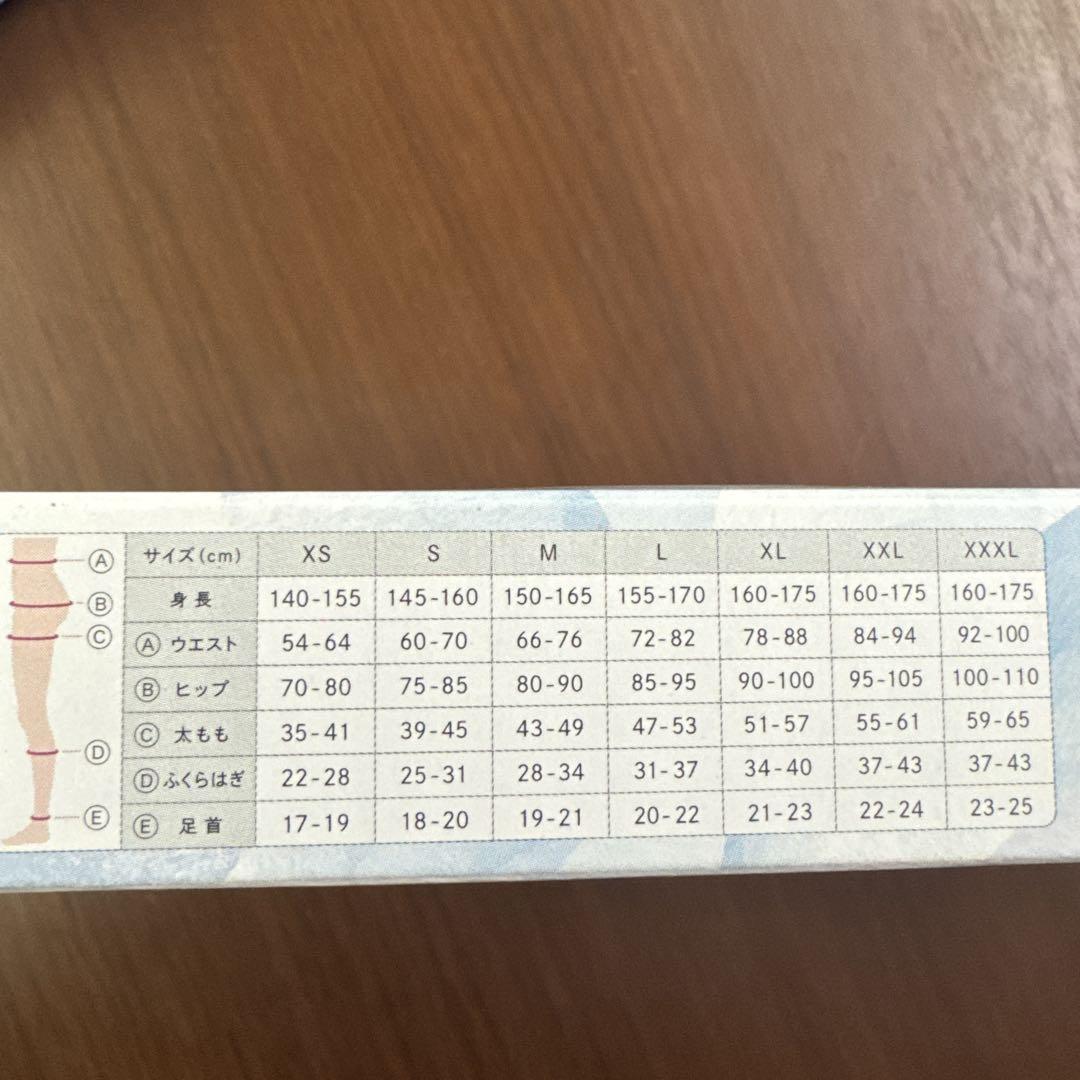 サイズ(cm) XS S M L XL XXL XXXL
身長 140-155 145-160 150-165 155-170 160-175 160-175 160-175
Ⓐ ウエスト 54-64 60-70 66-76 72-82 78-88 84-94 92-100
Ⓑ ヒップ 70-80 75-85 80-90 85-95 90-100 95-105 100-110
Ⓒ 太もも 35-41 39-45 43-49 47-53 51-57 55-61 59-65
Ⓓ ふくらはぎ 22-28 25-31 28-34 31-37 34-40 37-43 37-43
Ⓔ 足首 17-19 18-20 19-21 20-22 21-23 22-24 23-25
Ⓐ
Ⓑ
Ⓒ
Ⓓ
Ⓔ